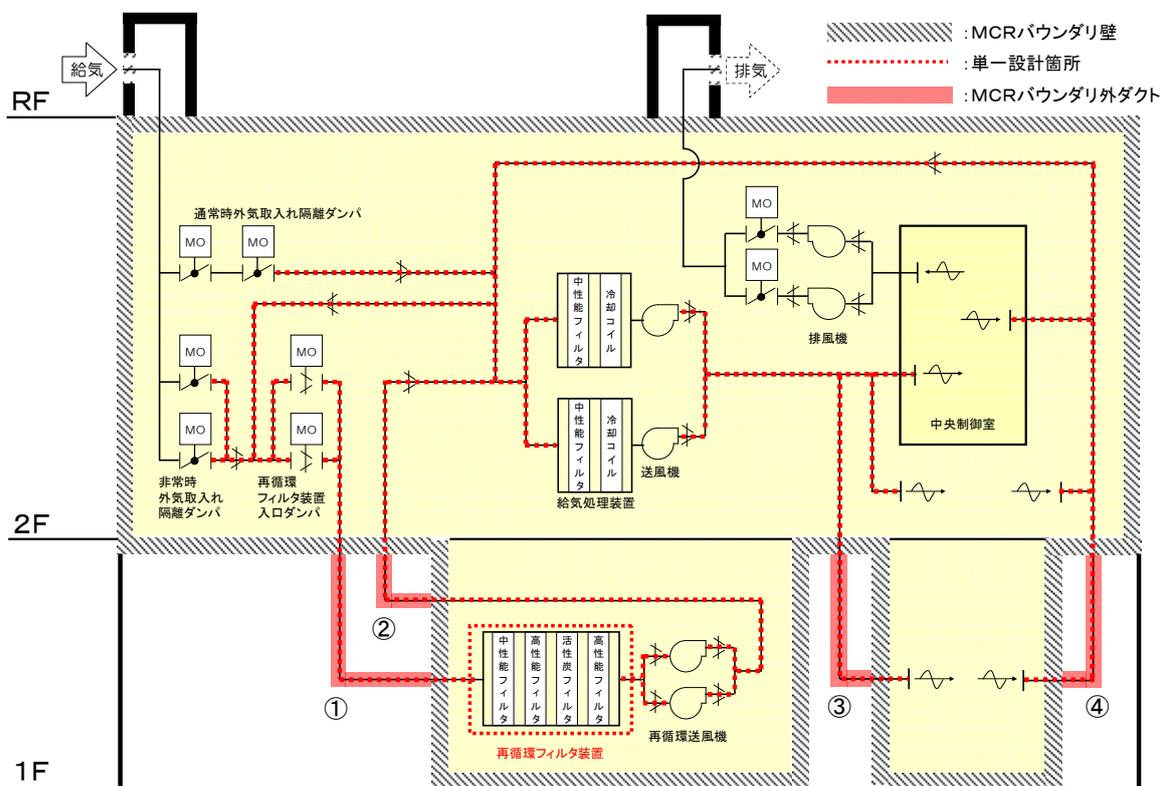 給気
排気
:MCRバウンダリ壁
:単一設計箇所
:MCRバウンダリ外ダクト
RF
通常時外気取入れ隔離ダンパ
MO
MO
MO
MO
中性能フィルタ
冷却コイル
排風機
MO
MO
MO
MO
中央制御室
中性能フィルタ
冷却コイル
送風機
給気処理装置
非常時
外気取入れ
隔離ダンパ
再循環
フィルタ装置
入口ダンパ
2F
①
②
③
④
中性能フィルタ
高性能フィルタ
活性炭フィルタ
高性能フィルタ
再循環送風機
再循環フィルタ装置
1F